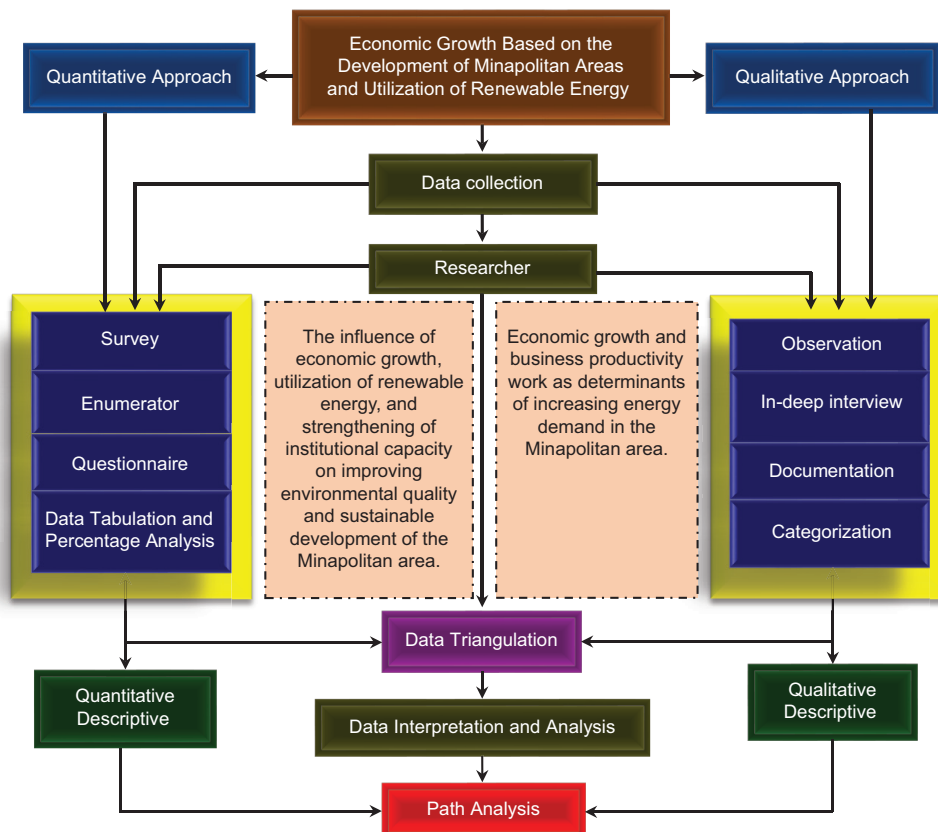 Economic Growth Based on the
Development of Minapolitan Areas
and Utilization of Renewable Energy
Quantitative Approach
Qualitative Approach
Data collection
Researcher
Survey
Enumerator
Questionnaire
Data Tabulation and
Percentage Analysis
The influence of
economic growth,
utilization of renewable
energy, and
strengthening of
institutional capacity
on improving
environmental quality
and sustainable
development of the
Minapolitan area.
Economic growth and
business productivity
work as determinants
of increasing energy
demand in the
Minapolitan area.
Observation
In-deep interview
Documentation
Categorization
Data Triangulation
Quantitative
Descriptive
Data Interpretation and Analysis
Qualitative
Descriptive
Path Analysis